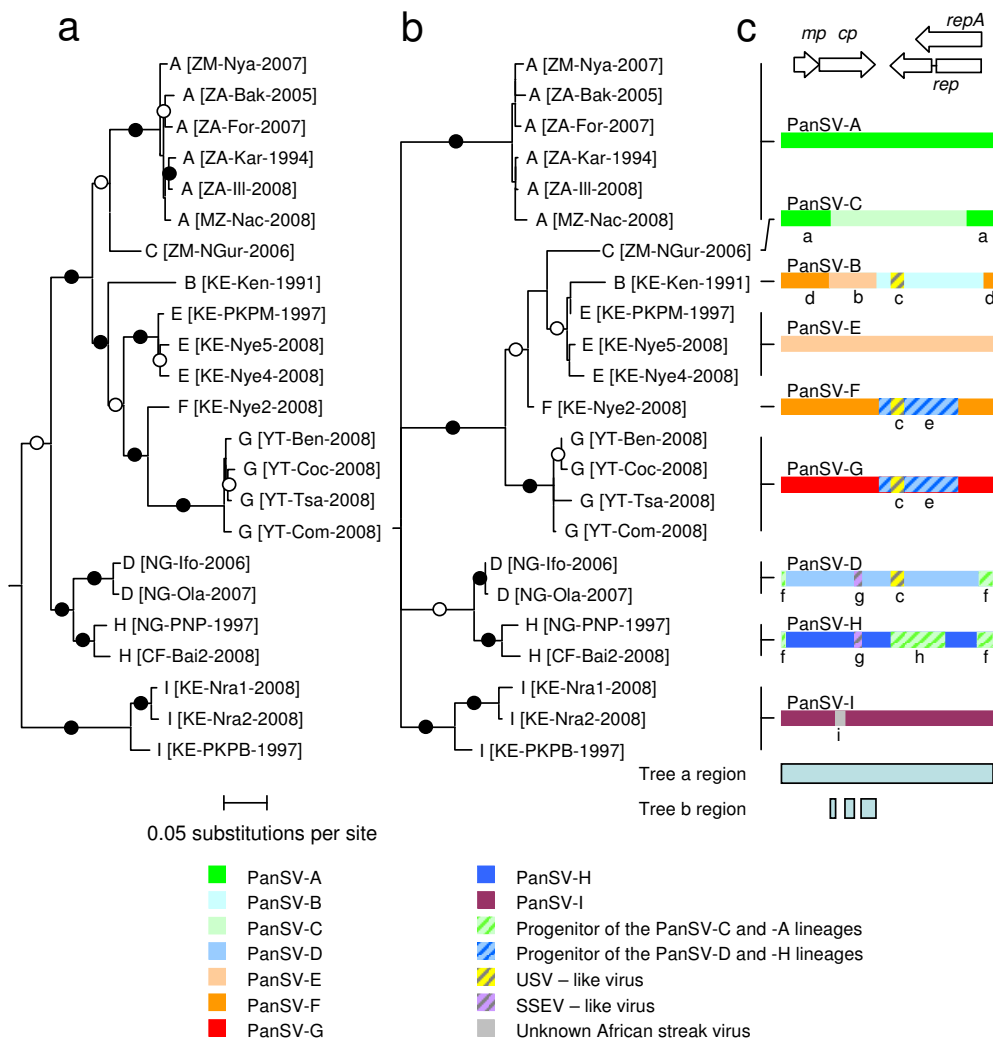 a
b
c
repA
mp cp
rep
A [ZM-Nya-2007]
A [ZA-Bak-2005]
A [ZA-For-2007]
A [ZA-Kar-1994]
A [ZA-Ill-2008]
A [MZ-Nac-2008]
C [ZM-NGur-2006]
B [KE-Ken-1991]
E [KE-PKPM-1997]
E [KE-Nye5-2008]
E [KE-Nye4-2008]
F [KE-Nye2-2008]
G [YT-Ben-2008]
G [YT-Coc-2008]
G [YT-Tsa-2008]
G [YT-Com-2008]
D [NG-Ifo-2006]
D [NG-Ola-2007]
H [NG-PNP-1997]
H [CF-Bai2-2008]
I [KE-Nra1-2008]
I [KE-Nra2-2008]
I [KE-PKPB-1997]
0.05 substitutions per site
A [ZM-Nya-2007]
A [ZA-Bak-2005]
A [ZA-For-2007]
A [ZA-Kar-1994]
A [ZA-Ill-2008]
A [MZ-Nac-2008]
C [ZM-NGur-2006]
B [KE-Ken-1991]
E [KE-PKPM-1997]
E [KE-Nye5-2008]
E [KE-Nye4-2008]
F [KE-Nye2-2008]
G [YT-Ben-2008]
G [YT-Coc-2008]
G [YT-Tsa-2008]
G [YT-Com-2008]
D [NG-Ifo-2006]
D [NG-Ola-2007]
H [NG-PNP-1997]
H [CF-Bai2-2008]
I [KE-Nra1-2008]
I [KE-Nra2-2008]
I [KE-PKPB-1997]
PanSV-A
PanSV-C
a a
PanSV-B
d b c d
PanSV-E
PanSV-F
c e
PanSV-G
c e
PanSV-D
f g c f
PanSV-H
f g h f
PanSV-I
i
Tree a region
Tree b region
PanSV-A
PanSV-B
PanSV-C
PanSV-D
PanSV-E
PanSV-F
PanSV-G
PanSV-H
PanSV-I
Progenitor of the PanSV-C and -A lineages
Progenitor of the PanSV-D and -H lineages
USV – like virus
SSEV – like virus
Unknown African streak virus